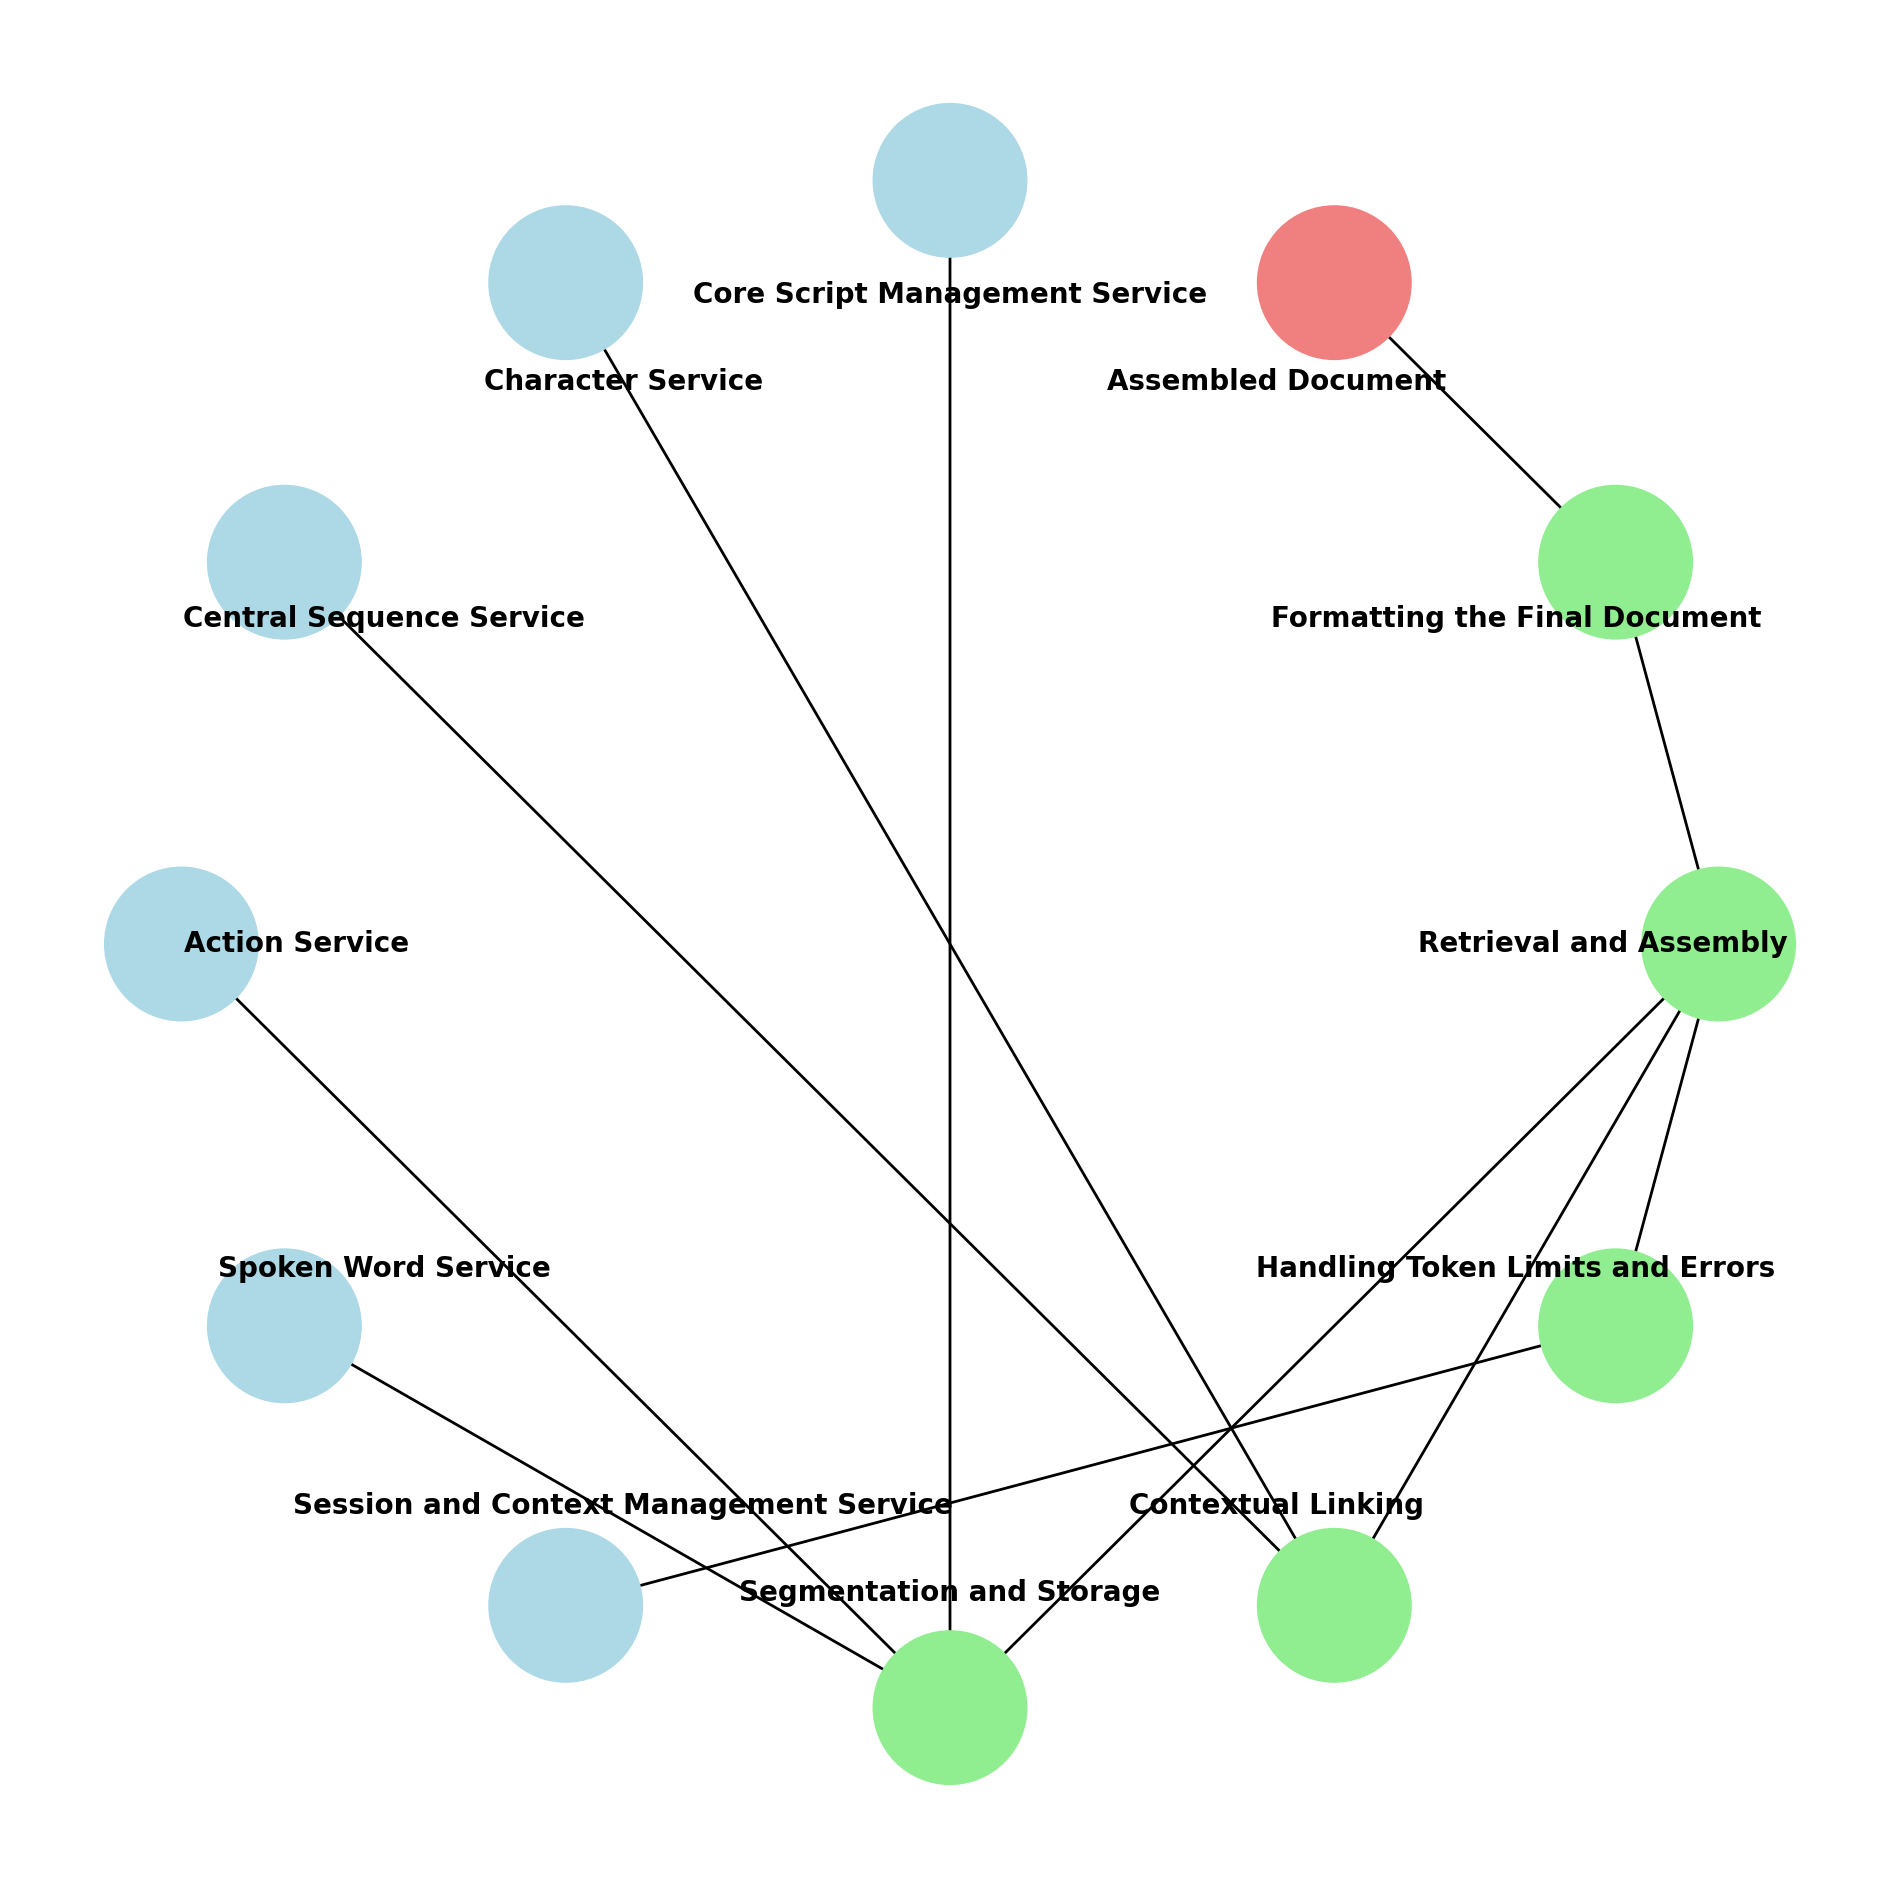 Core Script Management Service
Character Service
Assembled Document
Central Sequence Service
Formatting the Final Document
Action Service
Retrieval and Assembly
Spoken Word Service
Handling Token Limits and Errors
Session and Context Management Service
Contextual Linking
Segmentation and Storage